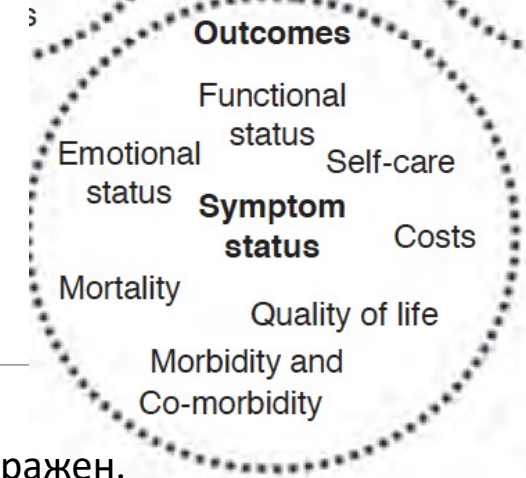 s
Outcomes
Functional
status
Emotional
status
Self-care
Symptom
status
Costs
Mortality
Quality of life
Morbidity and
Co-morbidity
ражен.